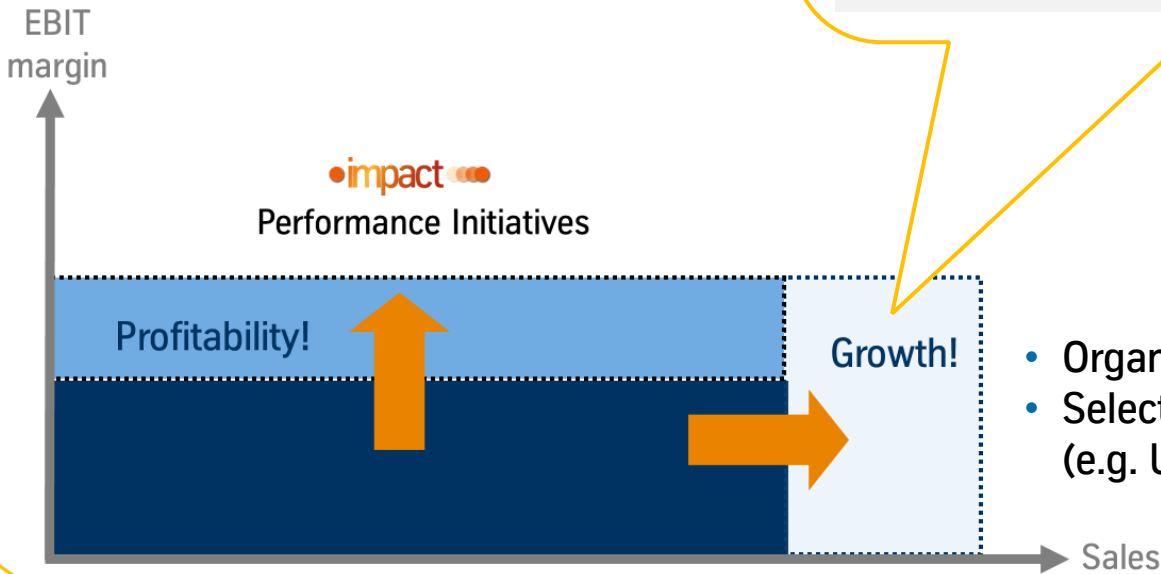 EBIT
margin
impact
Performance Initiatives
Profitability!
Growth!
• Organ
• Select
(e.g. U
Sales